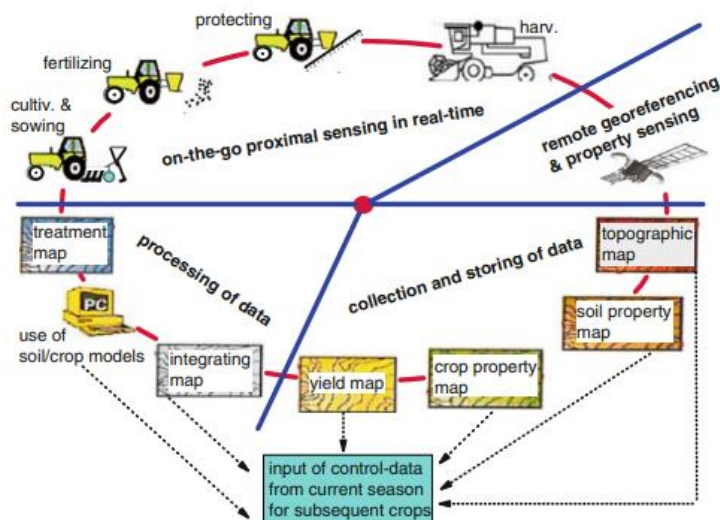 protecting
harv.
fertilizing
cultiv. &
sowing
on-the-go proximal sensing in real-time
remote georeferencing
& property sensing
treatment
map
processing of data
collection and storing of data
topographic
map
PC
use of
soil/crop models
integrating
map
yield map
crop property
map
soil property
map
input of control-data
from current season
for subsequent crops